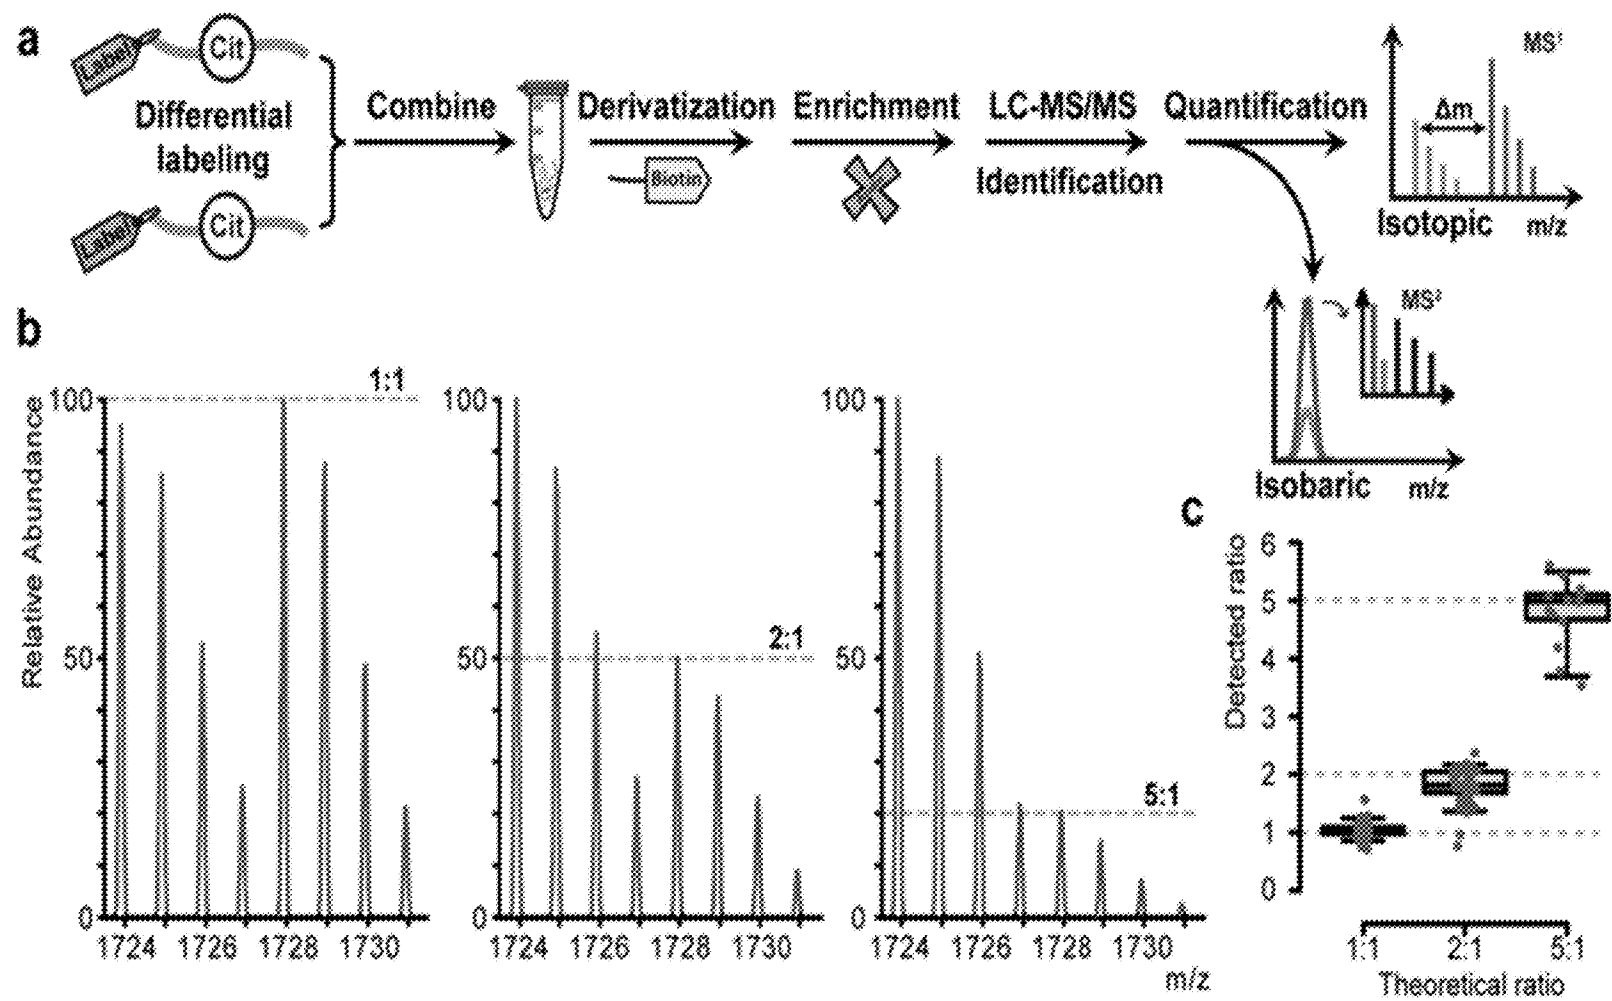 a
Label
Cit
Differential
labeling
Label
Cit
Combine
Derivatization
Biotin
Enrichment
LC-MS/MS
Identification
Quantification
MS¹
Δm
Isotopic
m/z
MS²
Isobaric
m/z
b
Relative Abundance
100
50
0
1:1
1724 1726 1728 1730
100
50
0
2:1
1724 1726 1728 1730
100
50
0
5:1
1724 1726 1728 1730
m/z
c
Detected ratio
6
5
4
3
2
1
0
1:1 2:1 5:1
Theoretical ratio